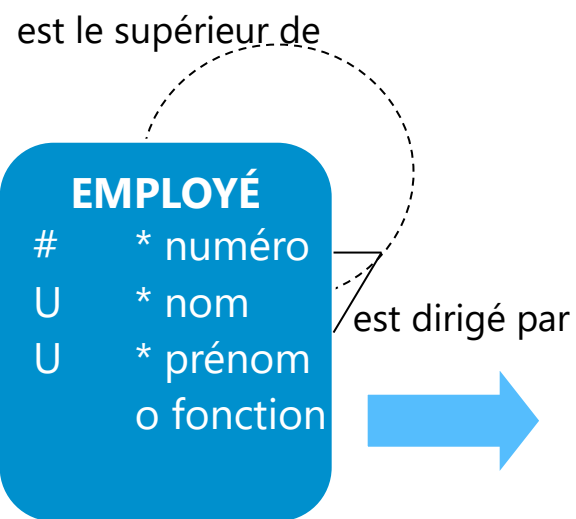 est le supérieur de
EMPLOYÉ
# * numéro
U * nom
est dirigé par
U * prénom
o fonction